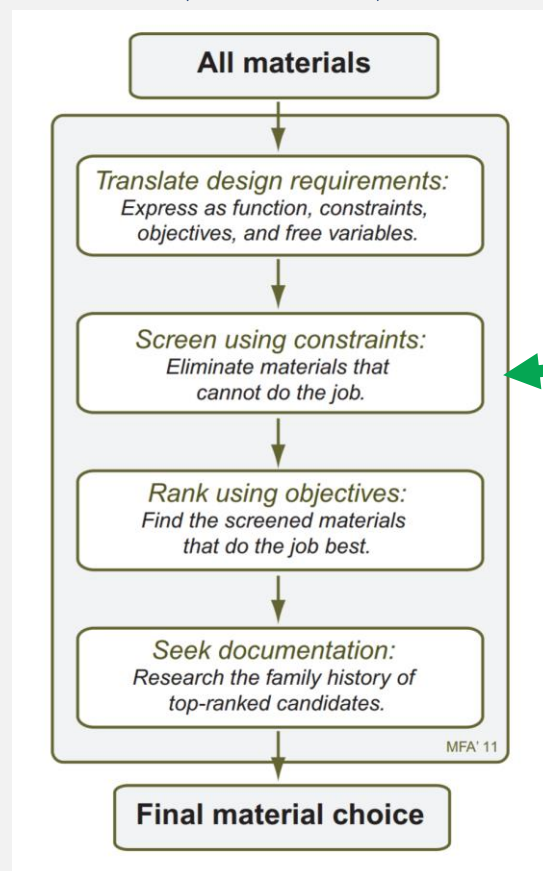 All materials
Translate design requirements:
Express as function, constraints,
objectives, and free variables.
Screen using constraints:
Eliminate materials that
cannot do the job.
Rank using objectives:
Find the screened materials
that do the job best.
Seek documentation:
Research the family history of
top-ranked candidates.
MFA' 11
Final material choice